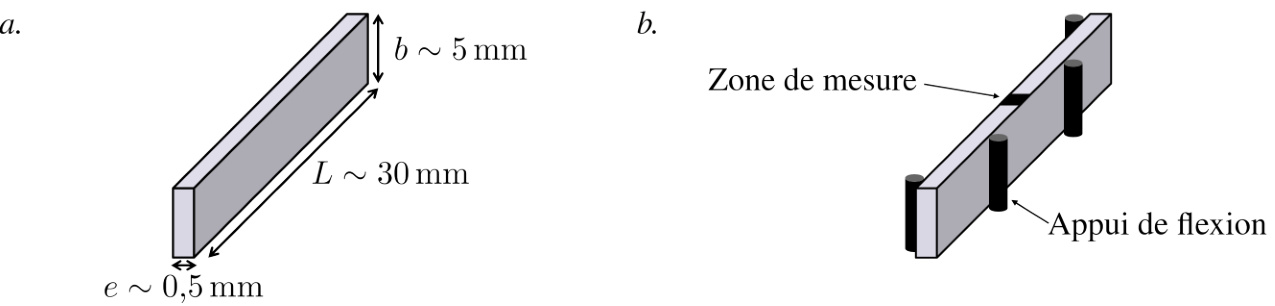 a.
b ∼ 5 mm
L ∼ 30 mm
e ∼ 0,5 mm
b.
Zone de mesure
Appui de flexion